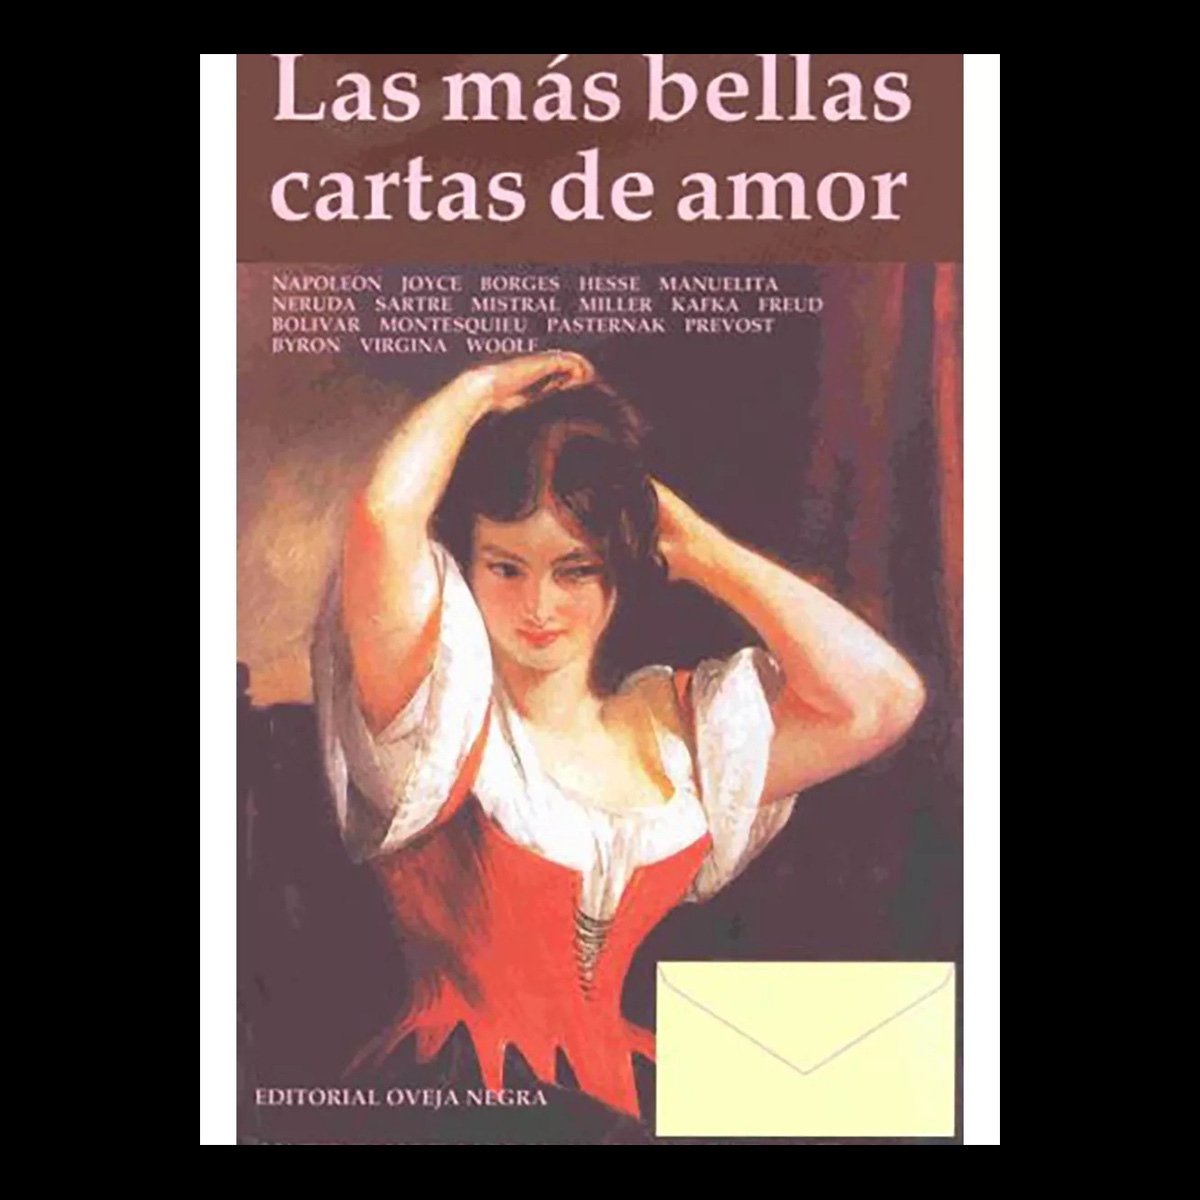 Las más bellas
cartas de amor
NAPOLEÓN JOYCE BORGES HESSE MANUELITA
NERUDA SARTRE MISTRAL MILLER KAFKA FREUD
BOLIVAR MONTESQUIEU PASTERNAK PREVOST
BYRON VIRGINA WOOLF ...
EDITORIAL OVEJA NEGRA